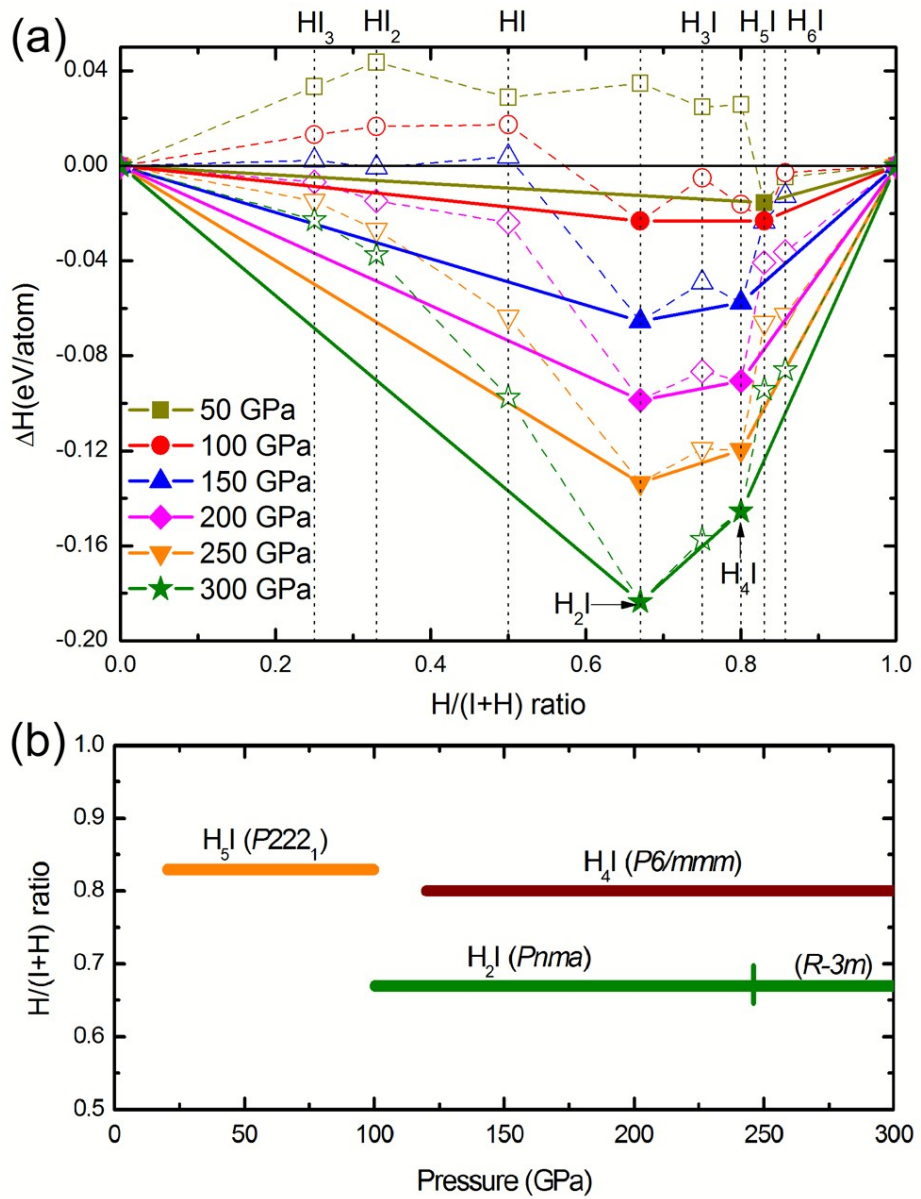 (a)
HI₃ HI₂ HI H₃I H₅I H₆I
0.04
0.00
-0.04
-0.08
-0.12
-0.16
-0.20
ΔH(eV/atom)
50 GPa
100 GPa
150 GPa
200 GPa
250 GPa
300 GPa
H₂I
H₄I
0.0 0.2 0.4 0.6 0.8 1.0
H/(I+H) ratio
(b)
1.0
0.9
0.8
0.7
0.6
0.5
H/(I+H) ratio
H₅I (P222₁)
H₄I (P6/mmm)
H₂I (Pnma)
(R-3m)
0 50 100 150 200 250 300
Pressure (GPa)